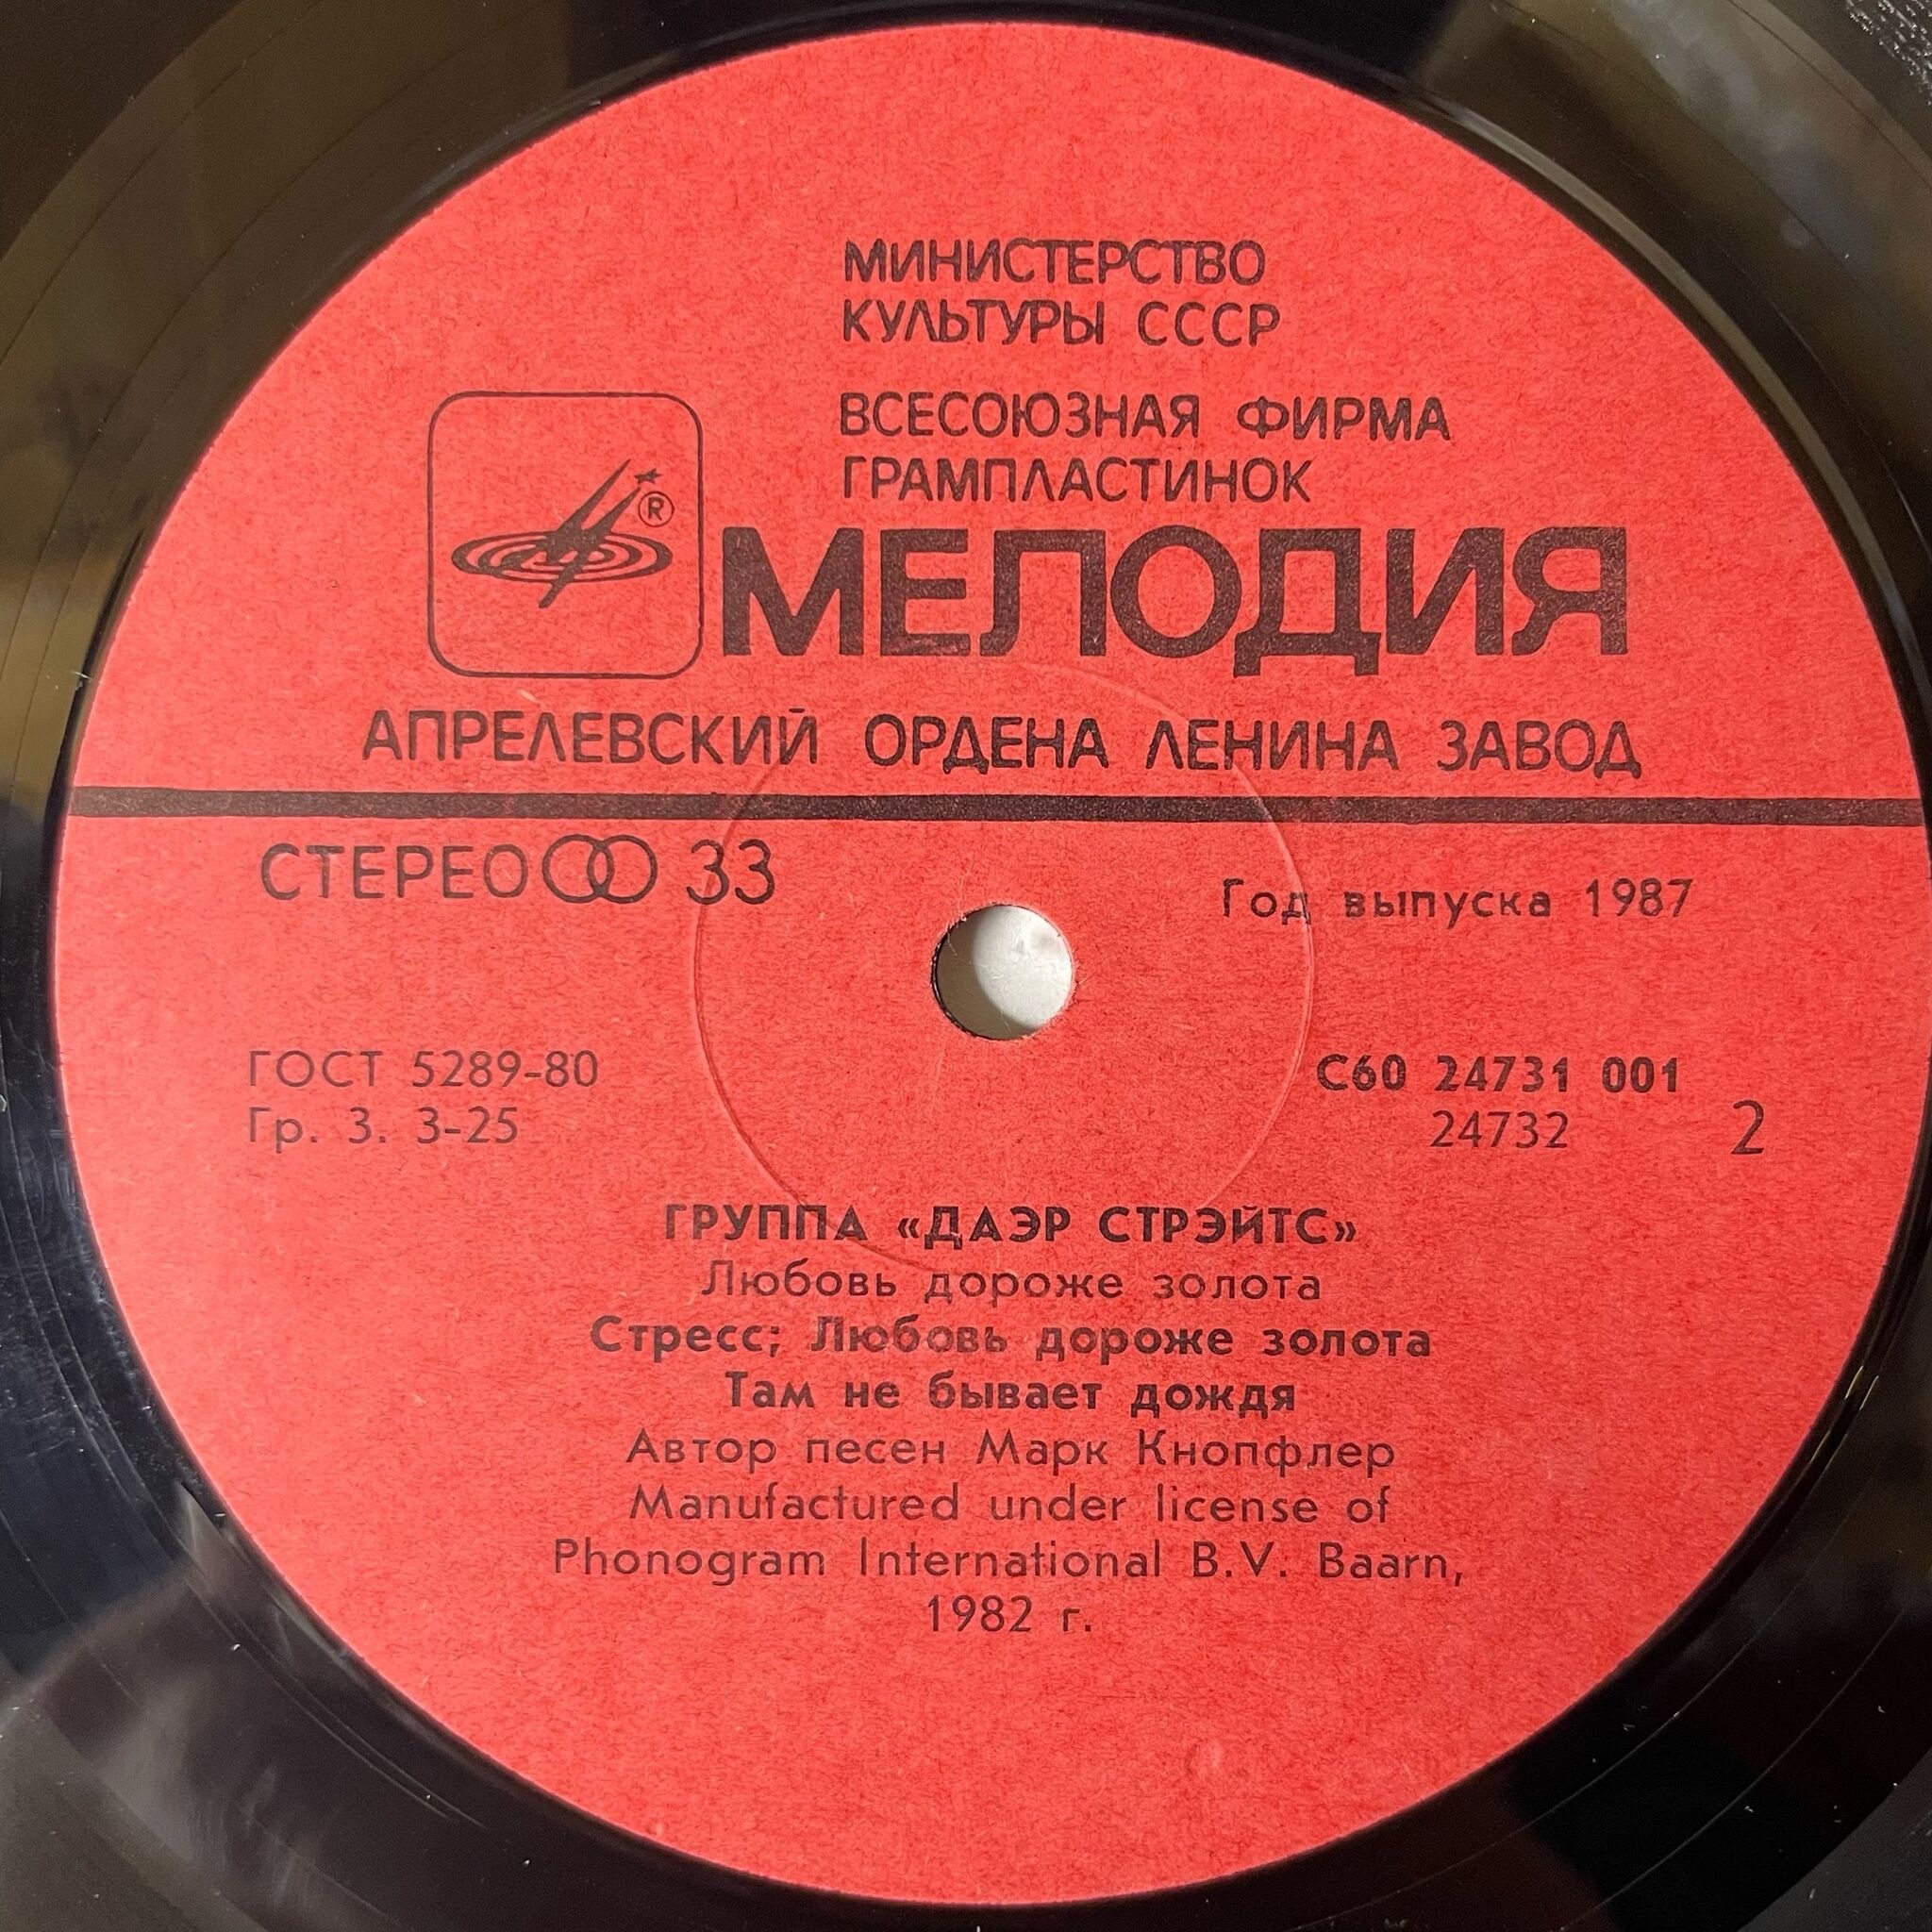 МИНИСТЕРСТВО
КУЛЬТУРЫ СССР
ВСЕСОЮЗНАЯ ФИРМА
ГРАМПЛАСТИНОК
®
МЕЛОДИЯ
АПРЕЛЕВСКИЙ ОРДЕНА ЛЕНИНА ЗАВОД
СТЕРЕО 33
Год выпуска 1987
ГОСТ 5289-80
Гр. 3. 3-25
С60 24731 001
24732
2
ГРУППА «ДАЭР СТРЭЙТС»
Любовь дороже золота
Стресс; Любовь дороже золота
Там не бывает дождя
Автор песен Марк Кнопфлер
Manufactured under license of
Phonogram International B.V. Baarn,
1982 г.